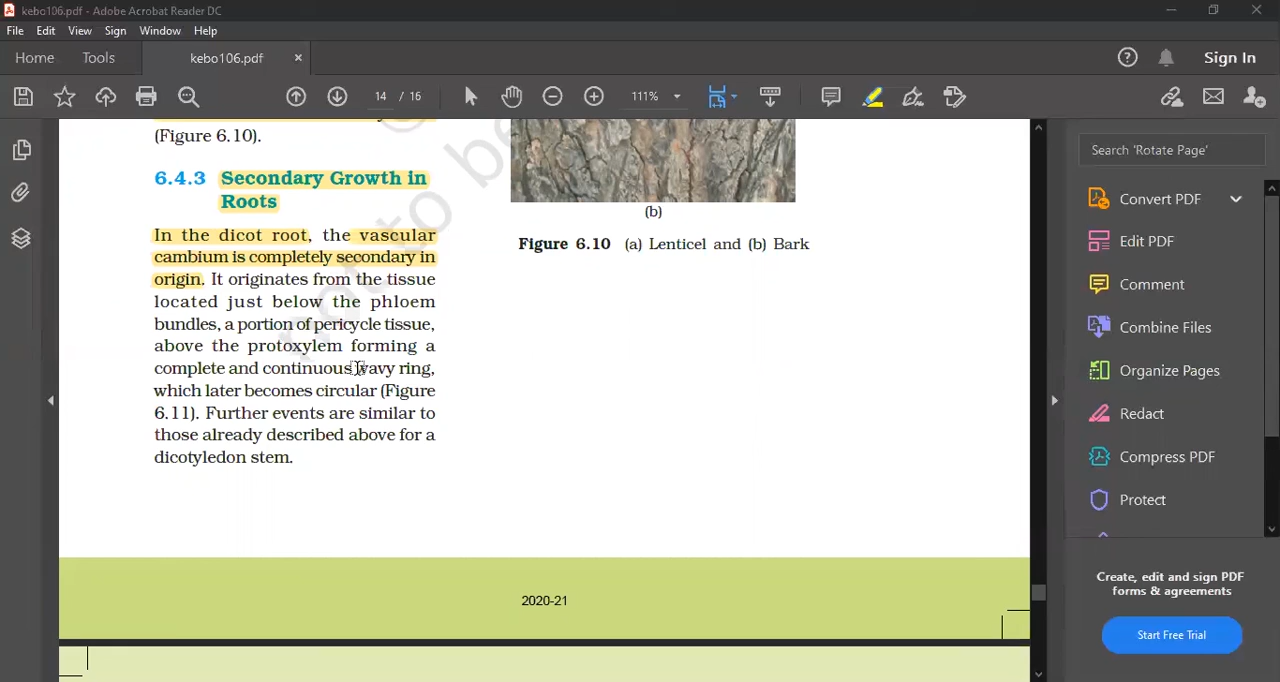 kebo106.pdf - Adobe Acrobat Reader DC
File Edit View Sign Window Help
Home Tools kebo106.pdf × Sign In
14 / 16 111%
(Figure 6.10).
6.4.3 Secondary Growth in
Roots
In the dicot root, the vascular
cambium is completely secondary in
origin. It originates from the tissue
located just below the phloem
bundles, a portion of pericycle tissue,
above the protoxylem forming a
complete and continuous wavy ring,
which later becomes circular (Figure
6.11). Further events are similar to
those already described above for a
dicotyledon stem.
not to be
(b)
Figure 6.10 (a) Lenticel and (b) Bark
2020-21
Search 'Rotate Page'
Convert PDF
Edit PDF
Comment
Combine Files
Organize Pages
Redact
Compress PDF
Protect
Create, edit and sign PDF
forms & agreements
Start Free Trial